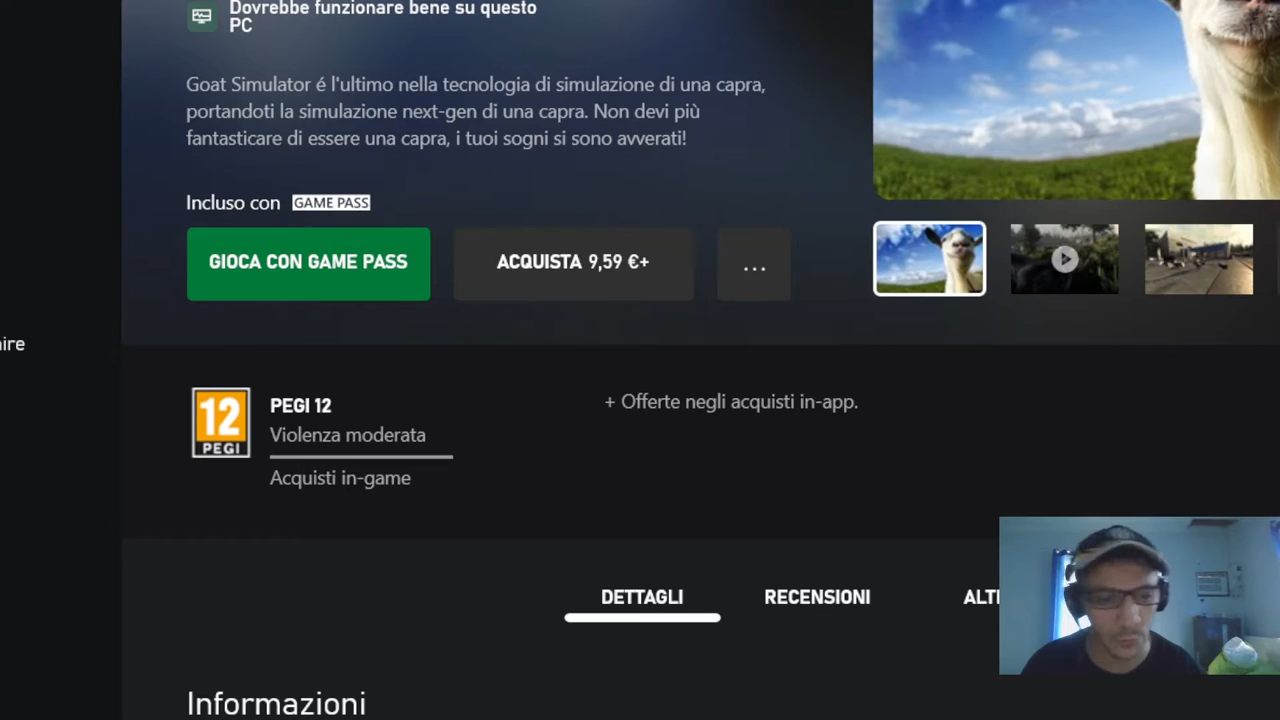 Dovrebbe funzionare bene su questo
PC
Goat Simulator é l'ultimo nella tecnologia di simulazione di una capra,
portandoti la simulazione next-gen di una capra. Non devi più
fantasticare di essere una capra, i tuoi sogni si sono avverati!
Incluso con GAME PASS
GIOCA CON GAME PASS
ACQUISTA 9,59 €+
...
12
PEGI
PEGI 12
Violenza moderata
Acquisti in-game
+ Offerte negli acquisti in-app.
DETTAGLI
RECENSIONI
Informazioni